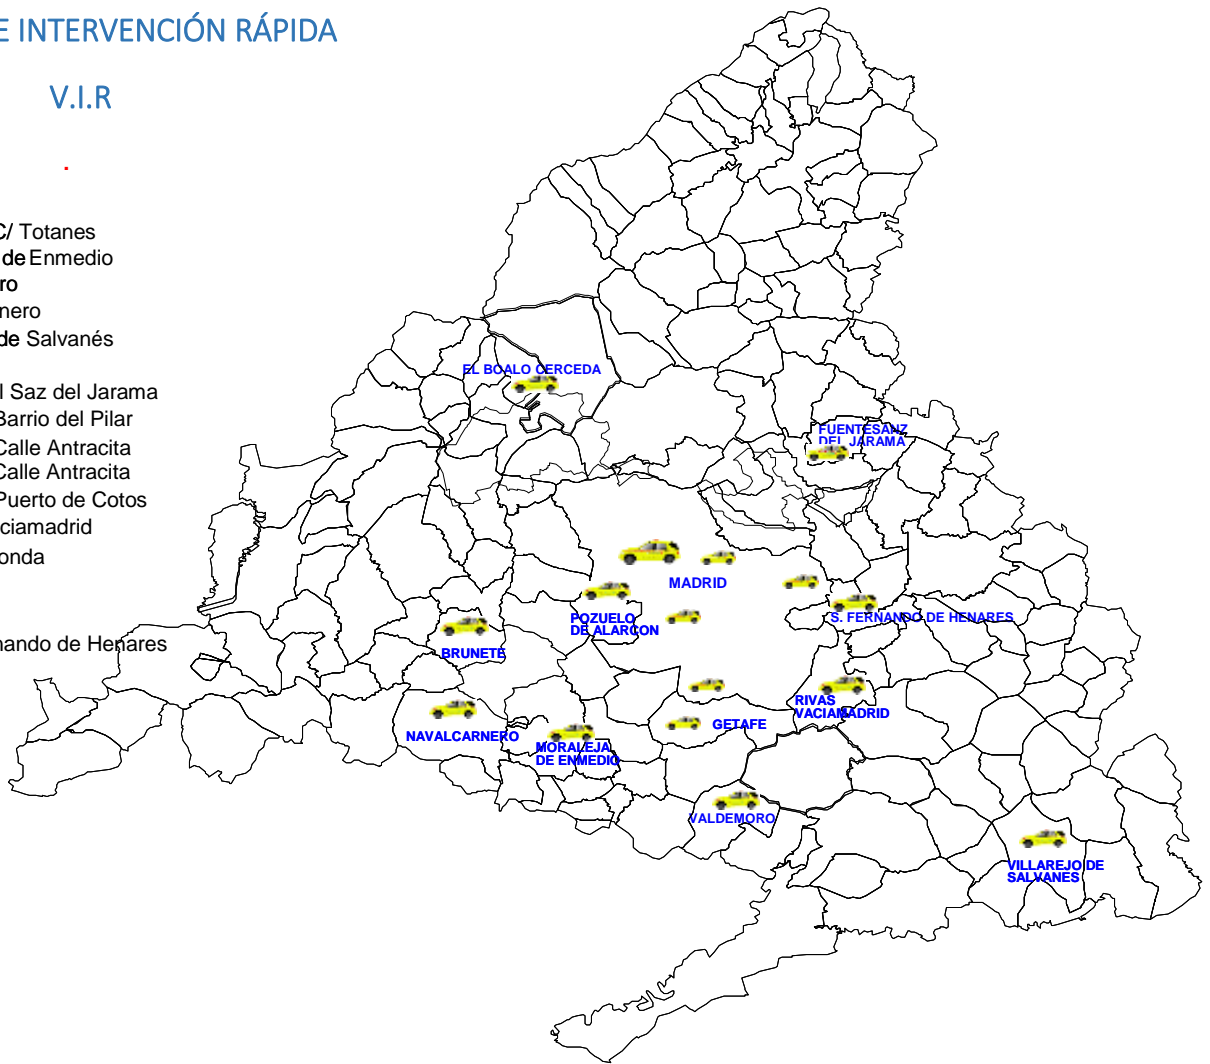 E INTERVENCIÓN RÁPIDA
V.I.R
.
C/ Totanes
de Enmedio
ro
nero
de Salvanés
l Saz del Jarama
Barrio del Pilar
Calle Antracita
Calle Antracita
Puerto de Cotos
ciamadrid
onda
nando de Henares
EL BOALO CERCEDA
FUENTESANZ
DEL JARAMA
MADRID
POZUELO
DE ALARCON
S. FERNANDO DE HENARES
BRUNETE
RIVAS
VACIAMADRID
NAVALCARNERO
GETAFE
MORALEJA
DE ENMEDIO
VALDEMORO
VILLAREJO DE
SALVANES